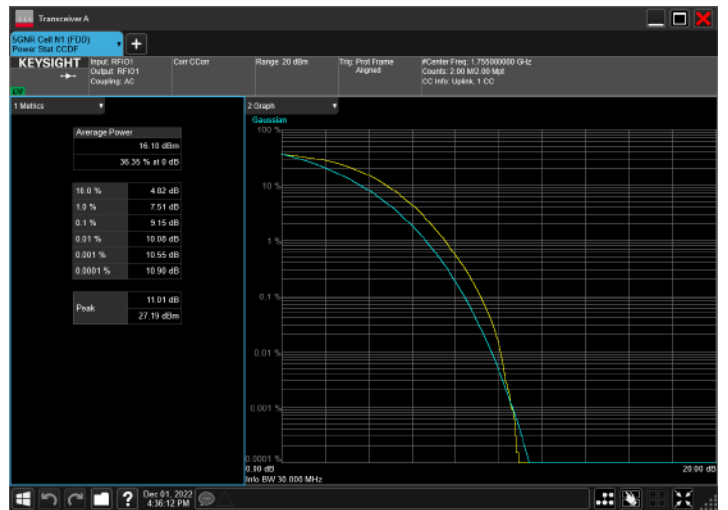 Transceiver A
5GNR Cell N1 (FDD)
Power Stat CCDF
KEYSIGHT
Input: RFIO1
Output: RFIO1
Coupling: AC
Corr CCorr
Range: 20 dBm
Trig: Prot Frame
Aligned
#Center Freq: 1.755000000 GHz
Counts: 2.00 M/2.00 Mpt
CC Info: Uplink, 1 CC
1 Metrics
Average Power
16.18 dBm
36.35 % at 0 dB
10.0 % 4.82 dB
1.0 % 7.51 dB
0.1 % 9.15 dB
0.01 % 10.08 dB
0.001 % 10.55 dB
0.0001 % 10.90 dB
Peak
11.01 dB
27.19 dBm
2 Graph
Gaussian
100 %
10 %
1 %
0.1 %
0.01 %
0.001 %
0.0001 %
0.00 dB
20.00 dB
Info BW 30.000 MHz
Dec 01, 2022
4:36:12 PM